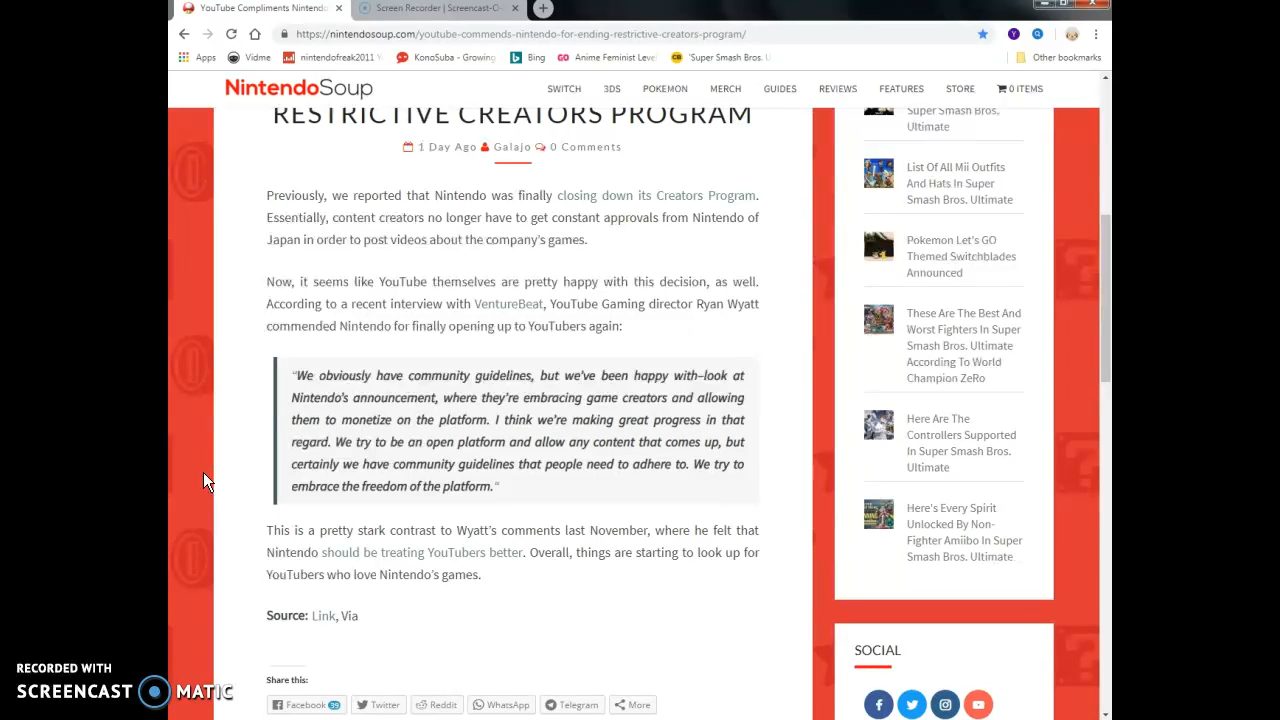 YouTube Compliments Nintendo
Screen Recorder | Screencast-O-
https://nintendosoup.com/youtube-commends-nintendo-for-ending-restrictive-creators-program/
Apps Vidme nintendofreak2011 KonoSuba - Growing Bing Anime Feminist Level 'Super Smash Bros. U Other bookmarks
NintendoSoup SWITCH 3DS POKEMON MERCH GUIDES REVIEWS FEATURES STORE 0 ITEMS
RESTRICTIVE CREATORS PROGRAM
1 Day Ago Galajo 0 Comments
Previously, we reported that Nintendo was finally closing down its Creators Program.
Essentially, content creators no longer have to get constant approvals from Nintendo of
Japan in order to post videos about the company's games.
Now, it seems like YouTube themselves are pretty happy with this decision, as well.
According to a recent interview with VentureBeat, YouTube Gaming director Ryan Wyatt
commended Nintendo for finally opening up to YouTubers again:
"We obviously have community guidelines, but we've been happy with–look at
Nintendo's announcement, where they're embracing game creators and allowing
them to monetize on the platform. I think we're making great progress in that
regard. We try to be an open platform and allow any content that comes up, but
certainly we have community guidelines that people need to adhere to. We try to
embrace the freedom of the platform."
This is a pretty stark contrast to Wyatt's comments last November, where he felt that
Nintendo should be treating YouTubers better. Overall, things are starting to look up for
YouTubers who love Nintendo's games.
Source: Link, Via
Share this:
Facebook 39 Twitter Reddit WhatsApp Telegram More
Super Smash Bros.
Ultimate
List Of All Mii Outfits
And Hats In Super
Smash Bros. Ultimate
Pokemon Let's GO
Themed Switchblades
Announced
These Are The Best And
Worst Fighters In Super
Smash Bros. Ultimate
According To World
Champion ZeRo
Here Are The
Controllers Supported
In Super Smash Bros.
Ultimate
Here's Every Spirit
Unlocked By Non-
Fighter Amiibo In Super
Smash Bros. Ultimate
SOCIAL
RECORDED WITH
SCREENCAST MATIC